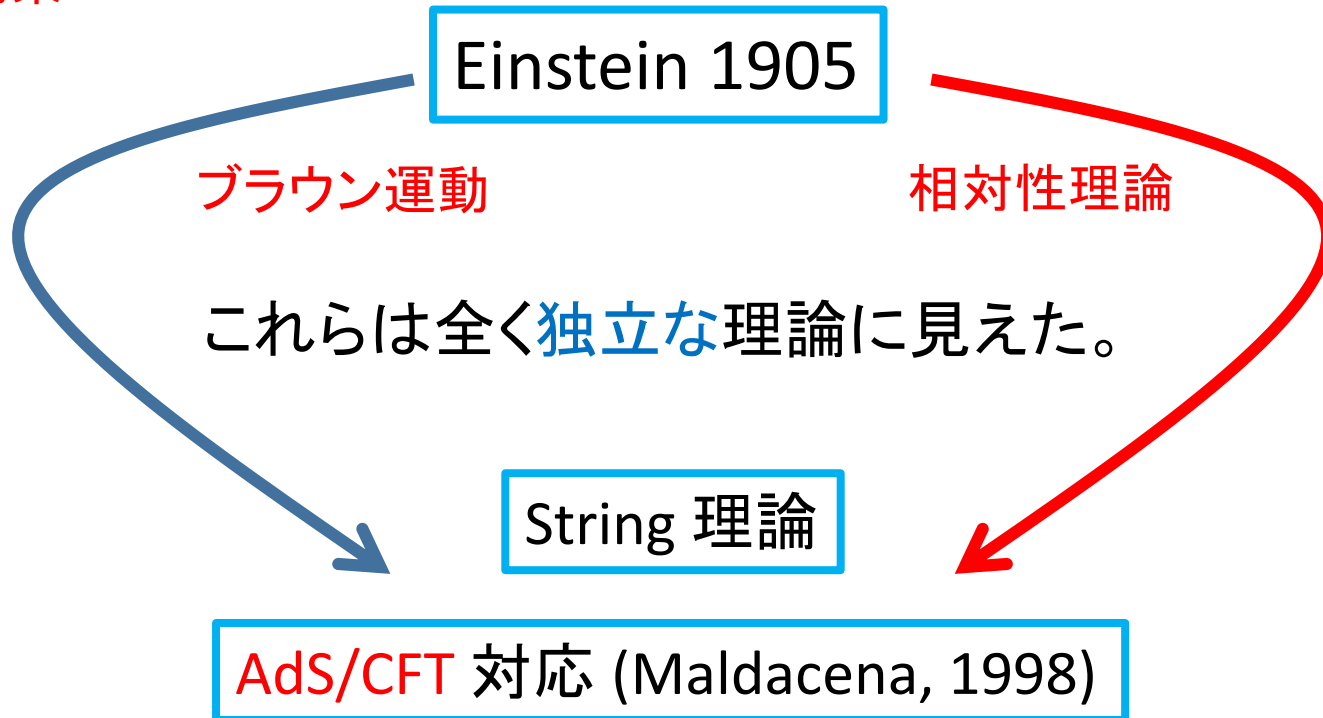 Einstein 1905
ブラウン運動
相対性理論
これらは全く独立な理論に見えた。
String 理論
AdS/CFT 対応 (Maldacena, 1998)